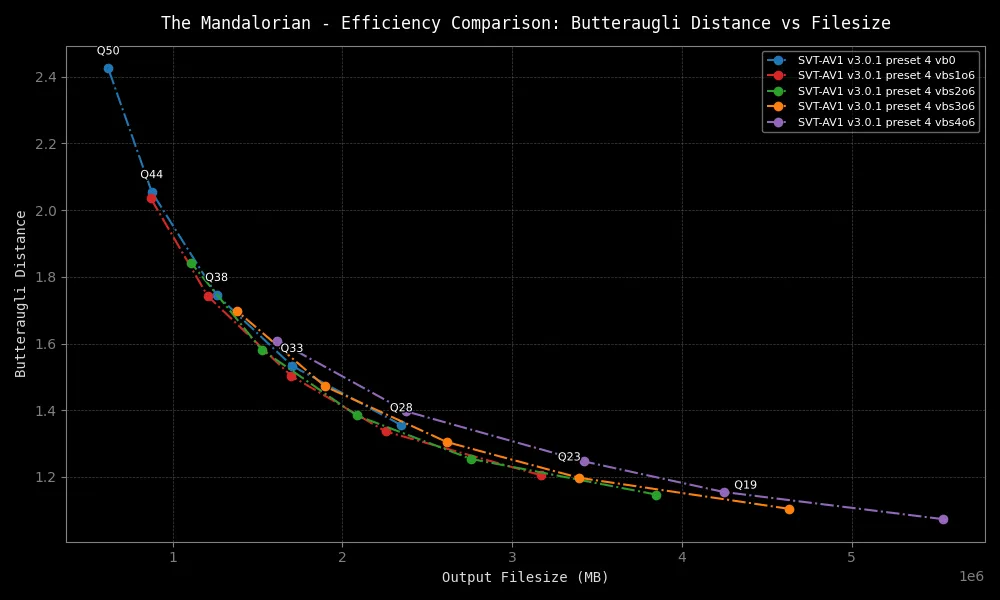 The Mandalorian - Efficiency Comparison: Butteraugli Distance vs Filesize
Q50
SVT-AV1 v3.0.1 preset 4 vb0
SVT-AV1 v3.0.1 preset 4 vbs1o6
SVT-AV1 v3.0.1 preset 4 vbs2o6
SVT-AV1 v3.0.1 preset 4 vbs3o6
SVT-AV1 v3.0.1 preset 4 vbs4o6
2.4
2.2
Q44
2.0
1.8
Q38
1.6
Q33
1.4
Q28
Q23
1.2
Q19
Butteraugli Distance
1 2 3 4 5
1e6
Output Filesize (MB)